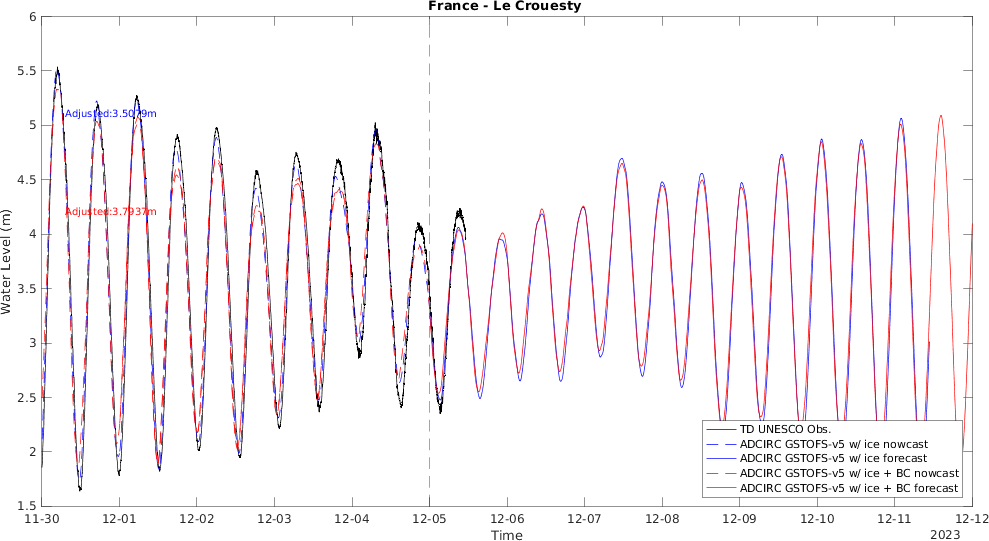 France - Le Crouesty
6
5.5
5
4.5
4
3.5
3
2.5
2
1.5
Water Level (m)
Adjusted:3.5079m
Adjusted:3.7937m
TD UNESCO Obs.
ADCIRC GSTOFS-v5 w/ ice nowcast
ADCIRC GSTOFS-v5 w/ ice forecast
ADCIRC GSTOFS-v5 w/ ice + BC nowcast
ADCIRC GSTOFS-v5 w/ ice + BC forecast
11-30 12-01 12-02 12-03 12-04 12-05 12-06 12-07 12-08 12-09 12-10 12-11 12-12
Time
2023